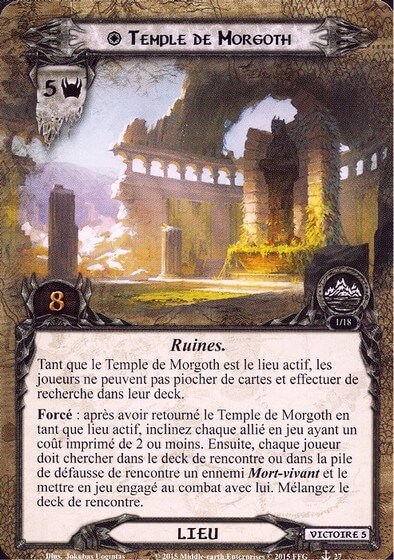 Temple de Morgoth
5
8
1/18
Ruines.
Tant que le Temple de Morgoth est le lieu actif, les
joueurs ne peuvent pas piocher de cartes et effectuer de
recherche dans leur deck.
Forcé : après avoir retourné le Temple de Morgoth en
tant que lieu actif, inclinez chaque allié en jeu ayant un
coût imprimé de 2 ou moins. Ensuite, chaque joueur
doit chercher dans le deck de rencontre ou dans la pile
de défausse de rencontre un ennemi Mort-vivant et le
mettre en jeu engagé au combat avec lui. Mélangez le
deck de rencontre.
LIEU
VICTOIRE 5
Illus. Jokubas Uogintas
©2015 Middle-earth Enterprises © 2015 FFG
27